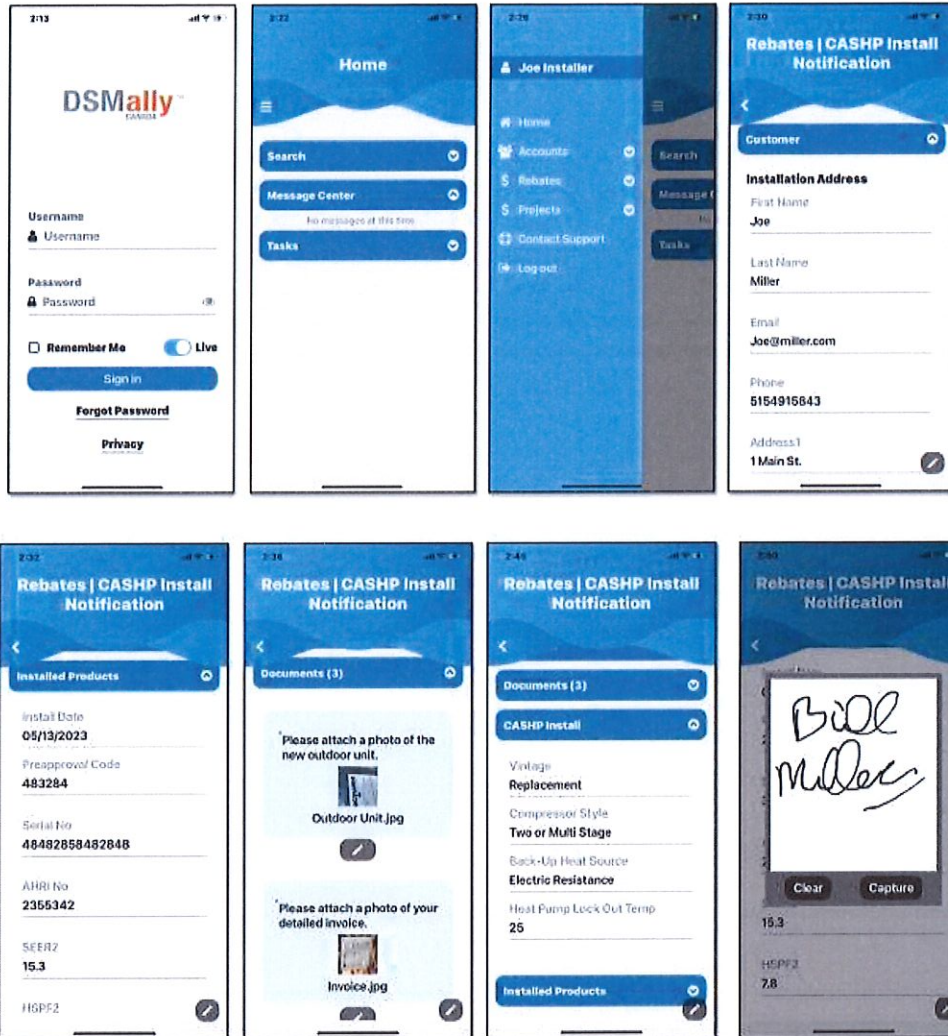 2:13
DSMally
CANADA
Username
Username
Password
Password
Remember Me
Live
Sign in
Forgot Password
Privacy
2:22
Home
Search
Message Center
No messages at this time
Tasks
2:28
Joe Installer
Home
Accounts
$ Rebates
$ Projects
Contact Support
Log out
Search
Message C
No
Tasks
2:30
Rebates | CASHP Install
Notification
Customer
Installation Address
First Name
Joe
Last Name
Miller
Email
Joe@miller.com
Phone
5154915843
Address1
1 Main St.
2:32
Rebates | CASHP Install
Notification
Installed Products
Install Date
05/13/2023
Preapproval Code
483284
Serial No
48482858482848
AHRI No
2355342
SEER2
15.3
HSPF2
2:36
Rebates | CASHP Install
Notification
Documents (3)
*Please attach a photo of the
new outdoor unit.
Outdoor Unit.jpg
*Please attach a photo of your
detailed invoice.
Invoice.jpg
Rebates | CASHP Install
Notification
Documents (3)
CASHP Install
Vintage
Replacement
Compressor Style
Two or Multi Stage
Back-Up Heat Source
Electric Resistance
Heat Pump Lock Out Temp
25
Installed Products
Rebates | CASHP Instal
Notification
Bill
Miller
Clear
Capture
15.3
HSPF2
7.8